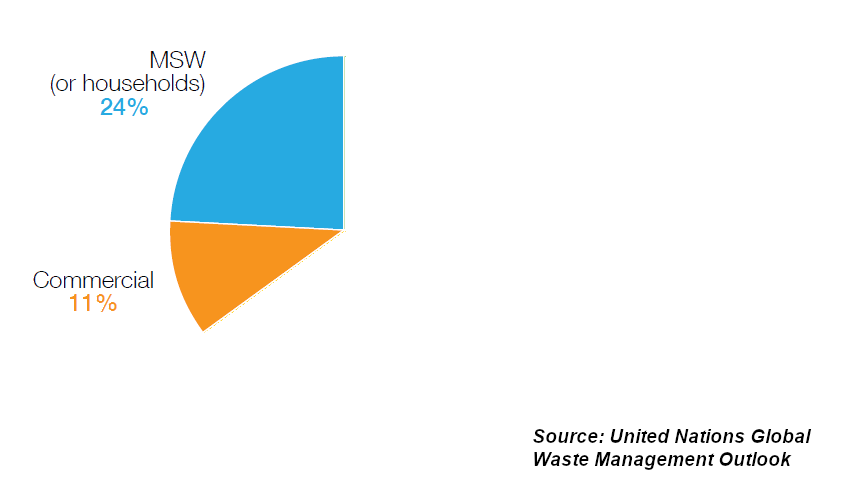 MSW
(or households)
24%
Commercial
11%
Source: United Nations Global
Waste Management Outlook